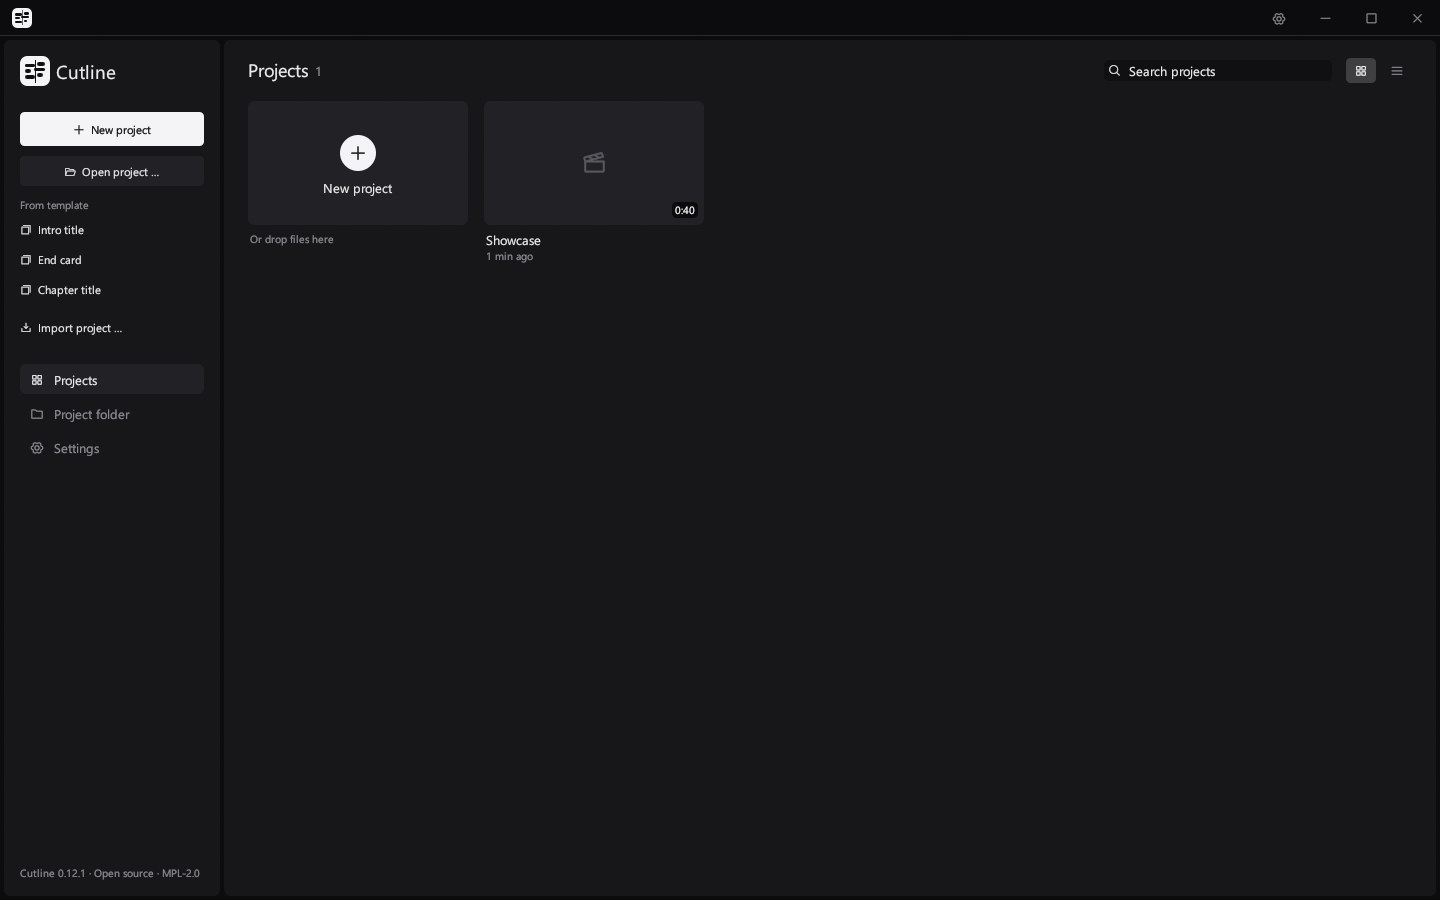 Cutline
New project
Open project ...
From template
Intro title
End card
Chapter title
Import project ...
Projects
Project folder
Settings
Cutline 0.12.1 · Open source · MPL-2.0
Projects 1
Search projects
New project
Or drop files here
0:40
Showcase
1 min ago